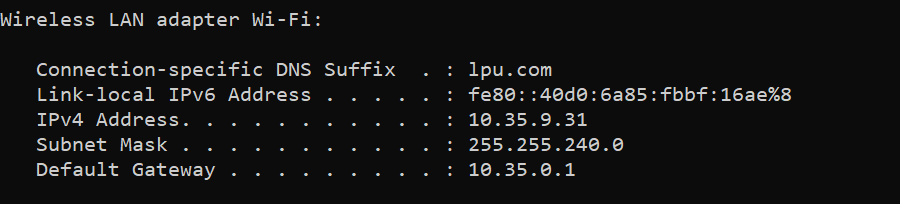 Wireless LAN adapter Wi-Fi:
Connection-specific DNS Suffix  . : lpu.com
Link-local IPv6 Address . . . . . : fe80::40d0:6a85:fbbf:16ae%8
IPv4 Address. . . . . . . . . . . : 10.35.9.31
Subnet Mask . . . . . . . . . . . : 255.255.240.0
Default Gateway . . . . . . . . . : 10.35.0.1